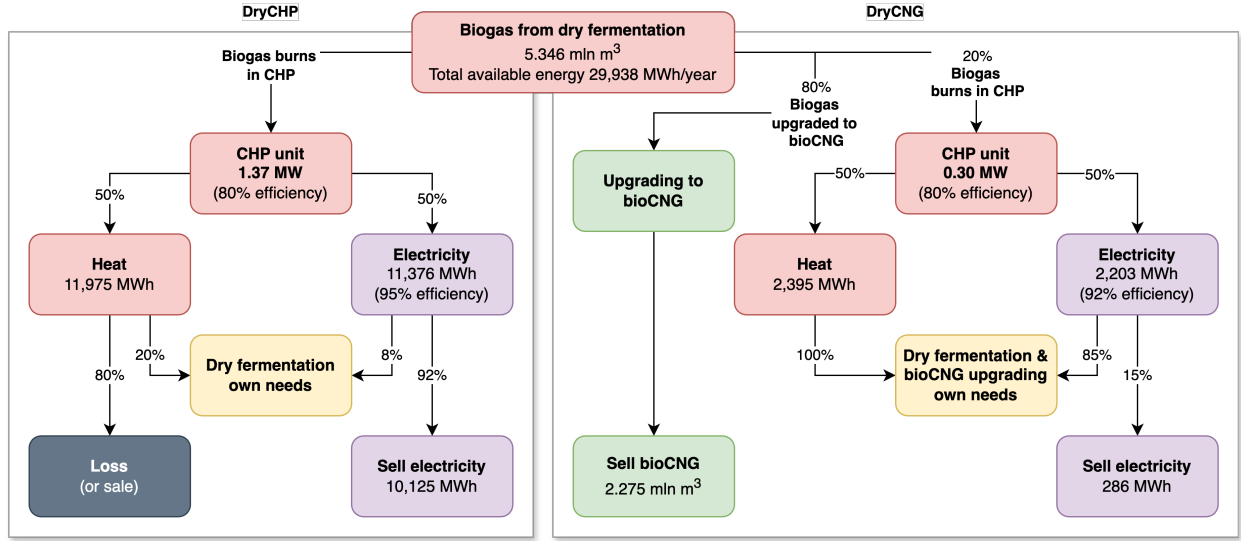 DryCHP
DryCNG
Biogas from dry fermentation
5.346 mln m³
Total available energy 29,938 MWh/year
Biogas burns
in CHP
CHP unit
1.37 MW
(80% efficiency)
50%
50%
Heat
11,975 MWh
Electricity
11,376 MWh
(95% efficiency)
80%
20%
8%
92%
Dry fermentation
own needs
Loss
(or sale)
Sell electricity
10,125 MWh
80%
Biogas
upgraded to
bioCNG
20%
Biogas
burns in CHP
Upgrading to
bioCNG
CHP unit
0.30 MW
(80% efficiency)
50%
50%
Heat
2,395 MWh
Electricity
2,203 MWh
(92% efficiency)
100%
85%
15%
Dry fermentation &
bioCNG upgrading
own needs
Sell bioCNG
2.275 mln m³
Sell electricity
286 MWh